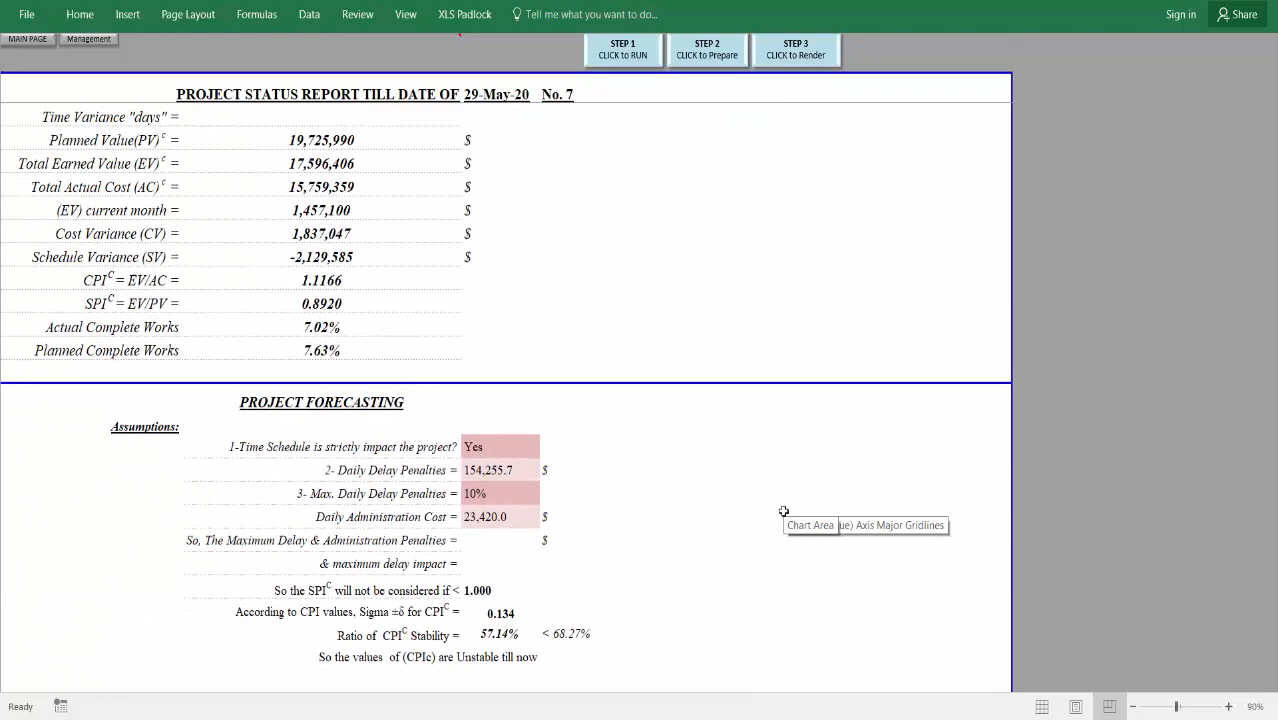 File Home Insert Page Layout Formulas Data Review View XLS Padlock Tell me what you want to do... Sign in Share
MAIN PAGE Management
STEP 1
CLICK to RUN
STEP 2
CLICK to Prepare
STEP 3
CLICK to Render
PROJECT STATUS REPORT TILL DATE OF 29-May-20 No. 7
Time Variance "days" =
Planned Value(PV) c = 19,725,990 $
Total Earned Value (EV) c = 17,596,406 $
Total Actual Cost (AC) c = 15,759,359 $
(EV) current month = 1,457,100 $
Cost Variance (CV) = 1,837,047 $
Schedule Variance (SV) = -2,129,585 $
CPI C = EV/AC = 1.1166
SPI C = EV/PV = 0.8920
Actual Complete Works 7.02%
Planned Complete Works 7.63%
PROJECT FORECASTING
Assumptions:
1-Time Schedule is strictly impact the project? Yes
2- Daily Delay Penalties = 154,255.7 $
3- Max. Daily Delay Penalties = 10%
Daily Administration Cost = 23,420.0 $
So, The Maximum Delay & Administration Penalties = $
& maximum delay impact =
So the SPI C will not be considered if < 1.000
According to CPI values, Sigma ±δ for CPI C = 0.134
Ratio of CPI C Stability = 57.14% < 68.27%
So the values of (CPIc) are Unstable till now
Chart Area ue) Axis Major Gridlines
Ready 90%